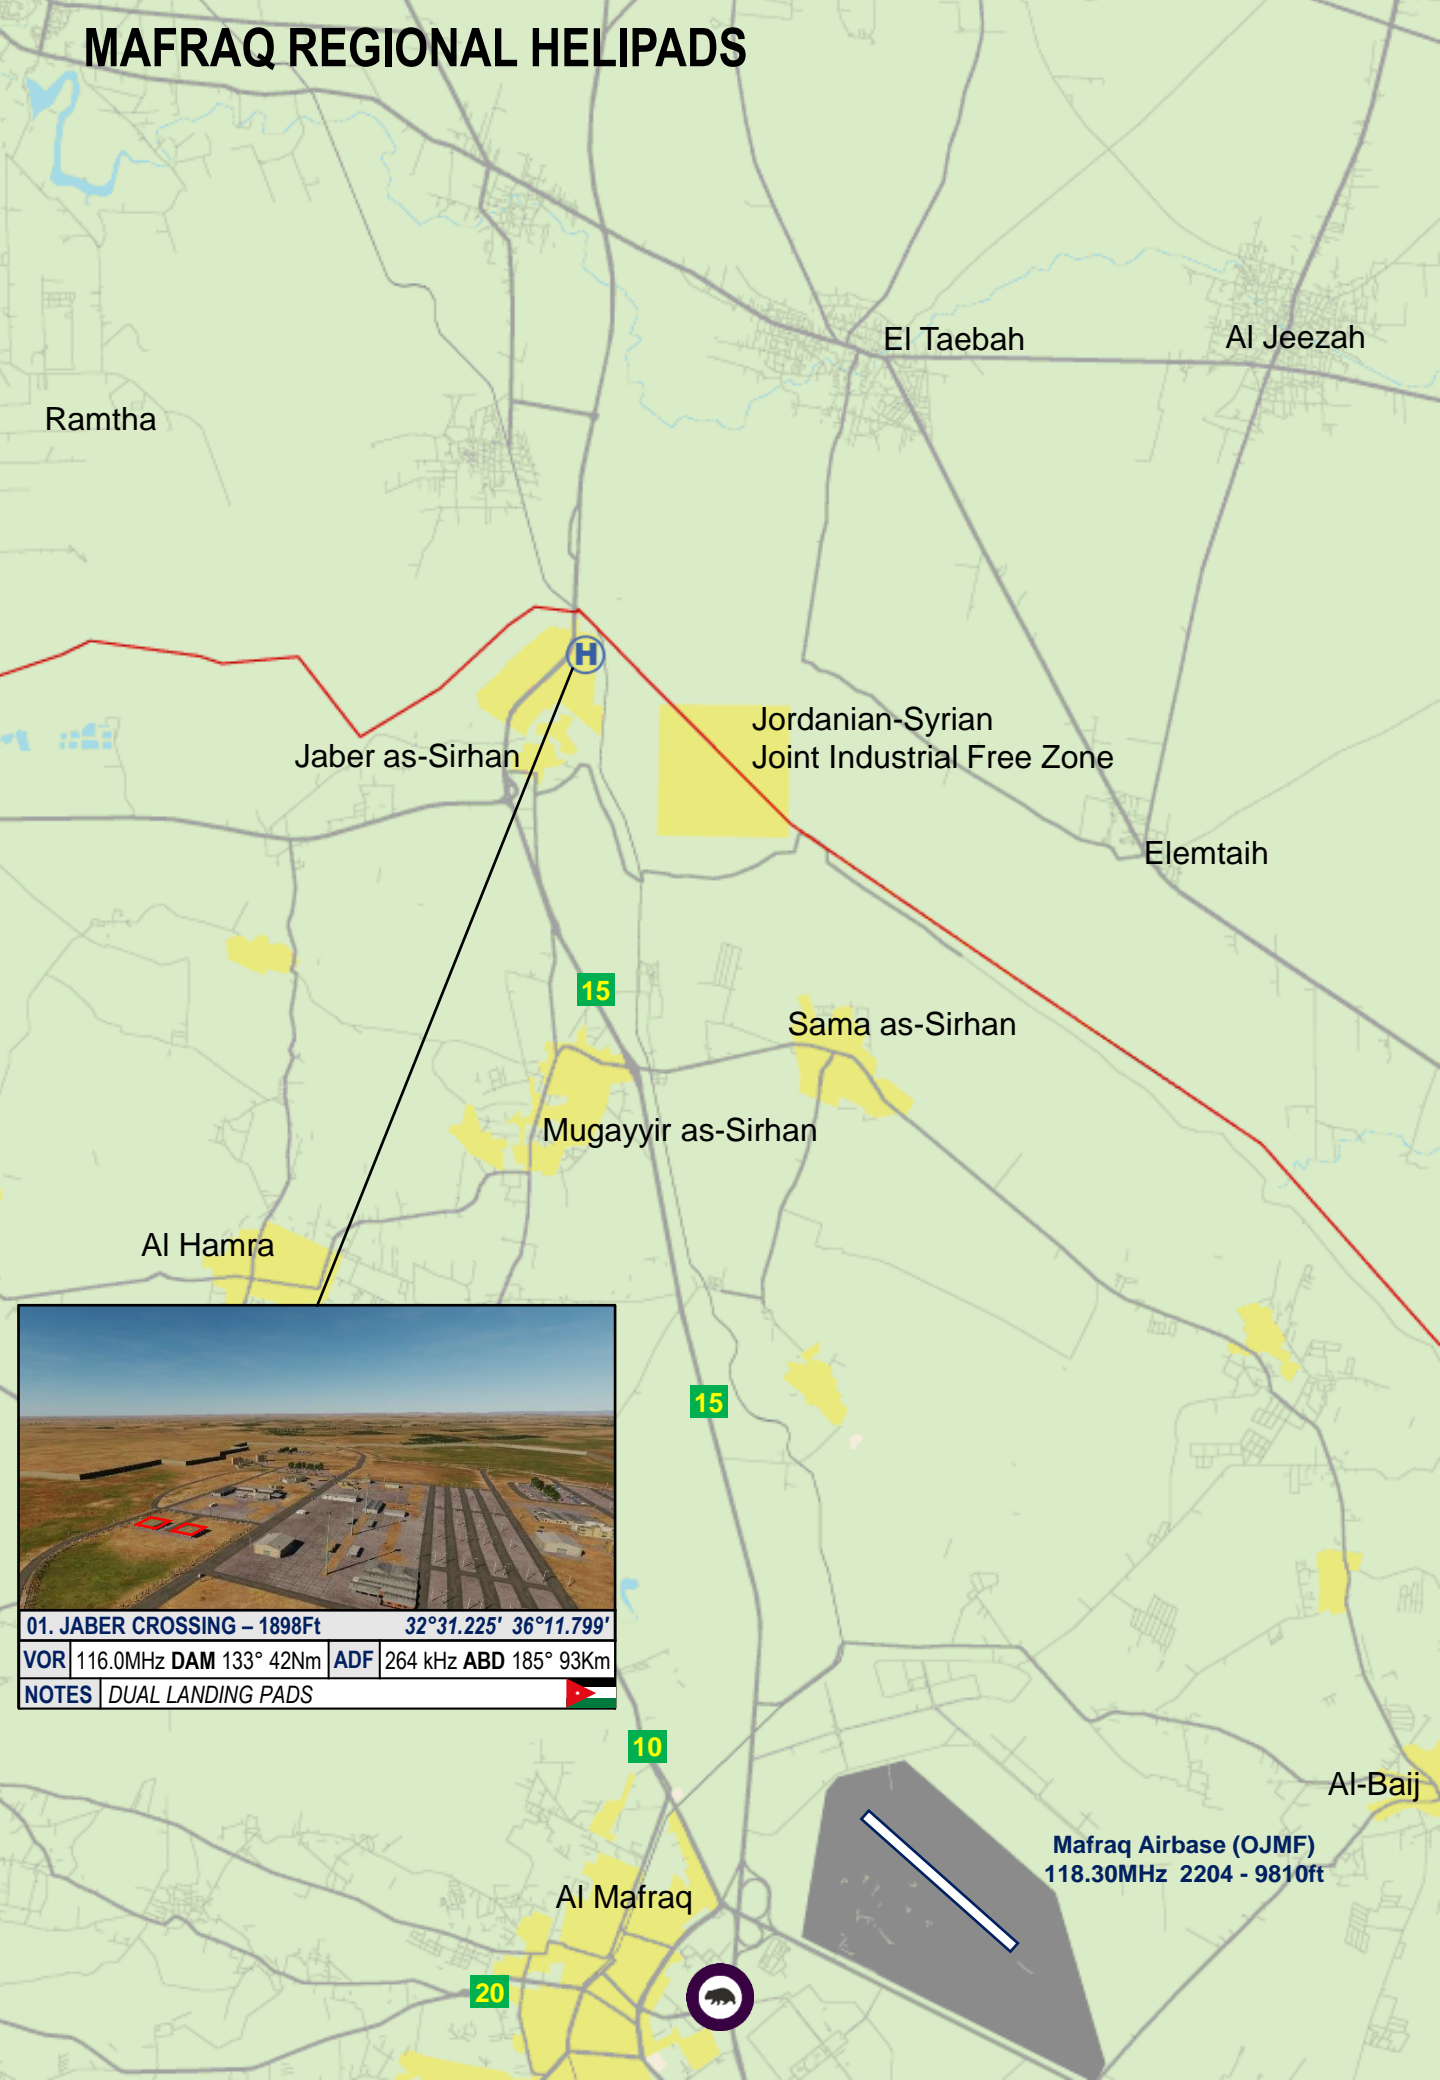 MAFRAQ REGIONAL HELIPADS
El Taebah
Al Jeezah
Ramtha
Jordanian-Syrian
Joint Industrial Free Zone
Jaber as-Sirhan
Elemtaih
15
Sama as-Sirhan
Mugayyir as-Sirhan
Al Hamra
15
01. JABER CROSSING – 1898Ft 32°31.225' 36°11.799'
VOR 116.0MHz DAM 133° 42Nm ADF 264 kHz ABD 185° 93Km
NOTES DUAL LANDING PADS
10
Al-Baij
Mafraq Airbase (OJMF)
118.30MHz 2204 - 9810ft
Al Mafraq
20
H